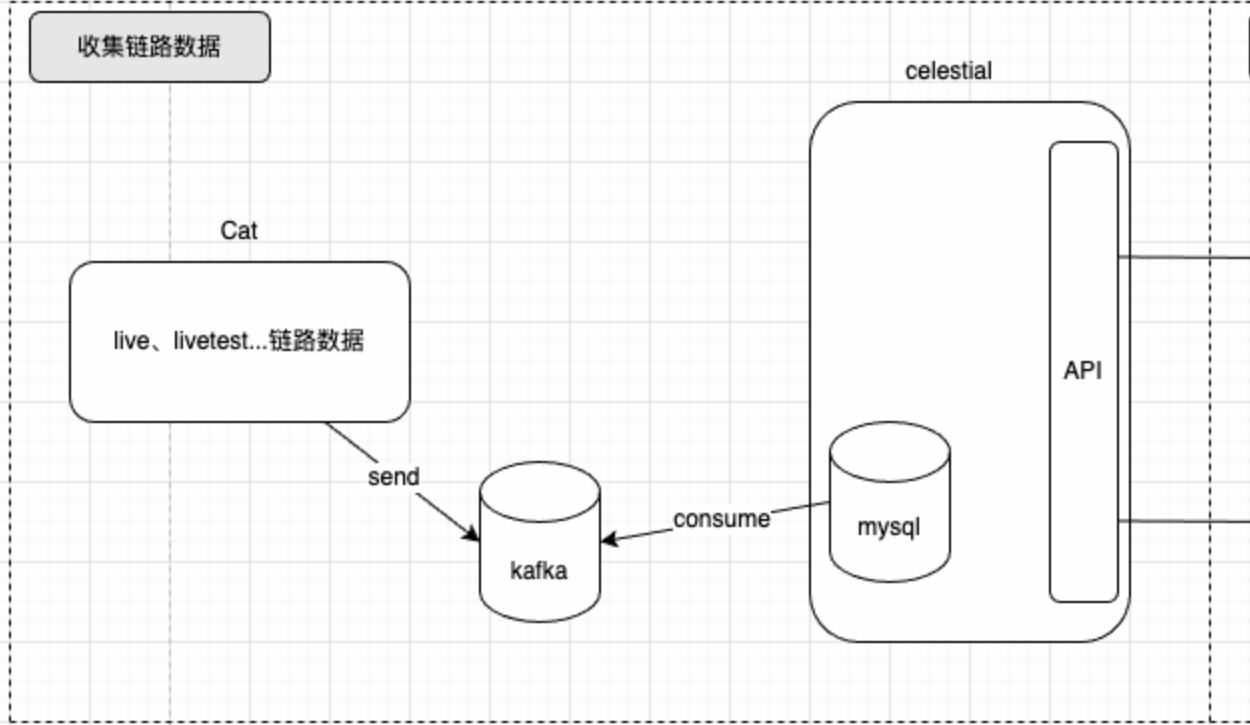 收集链路数据
celestial
Cat
live、livetest...链路数据
API
send
consume
mysql
kafka